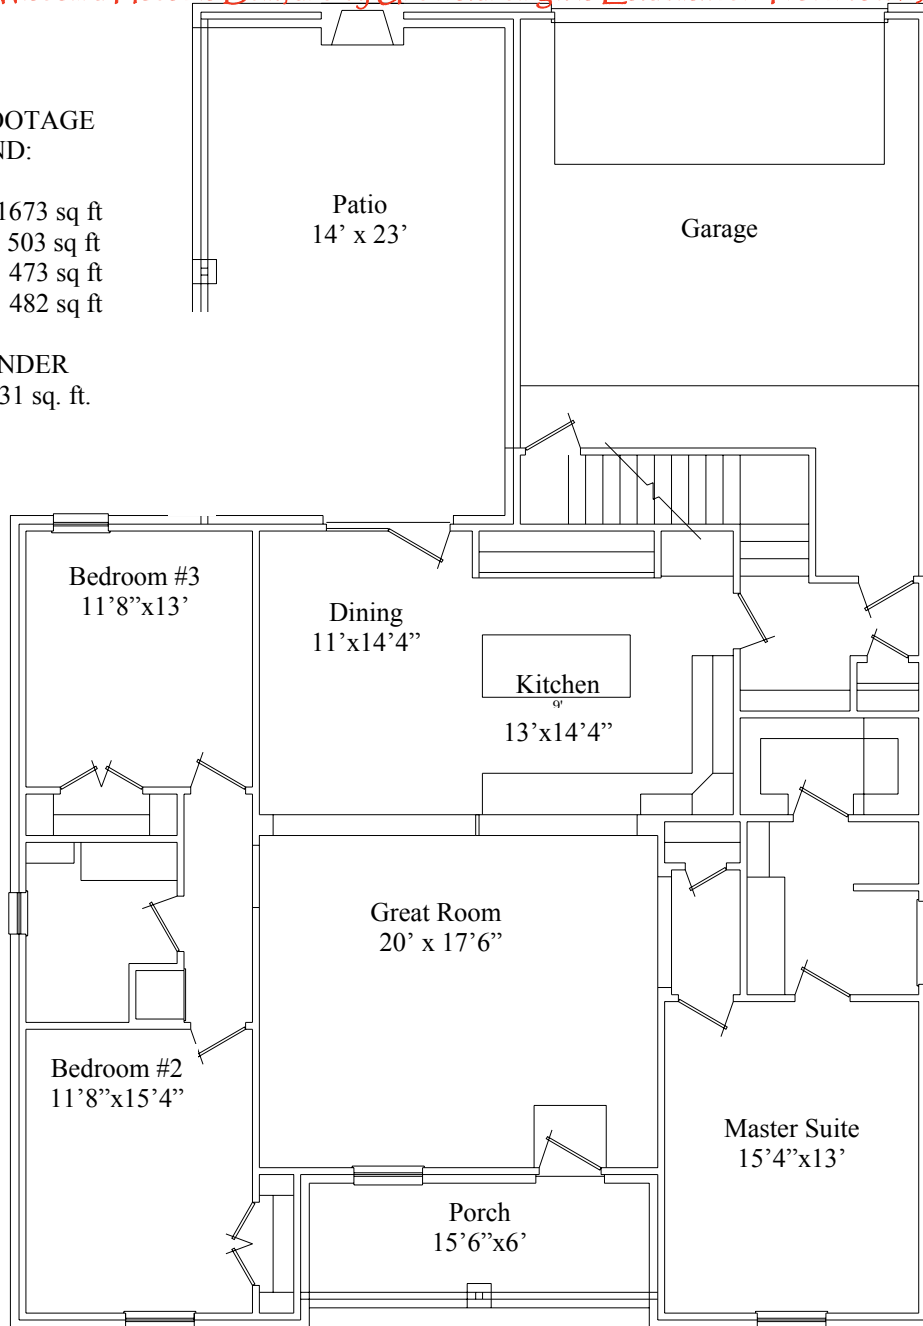 OOTAGE
ND:
1673 sq ft
503 sq ft
473 sq ft
482 sq ft
NDER
31 sq. ft.
Patio
14’ x 23’
Garage
Bedroom #3
11’8”x13’
Dining
11’x14’4”
Kitchen
9'
13’x14’4”
Great Room
20’ x 17’6”
Bedroom #2
11’8”x15’4”
Master Suite
15’4”x13’
Porch
15’6”x6’